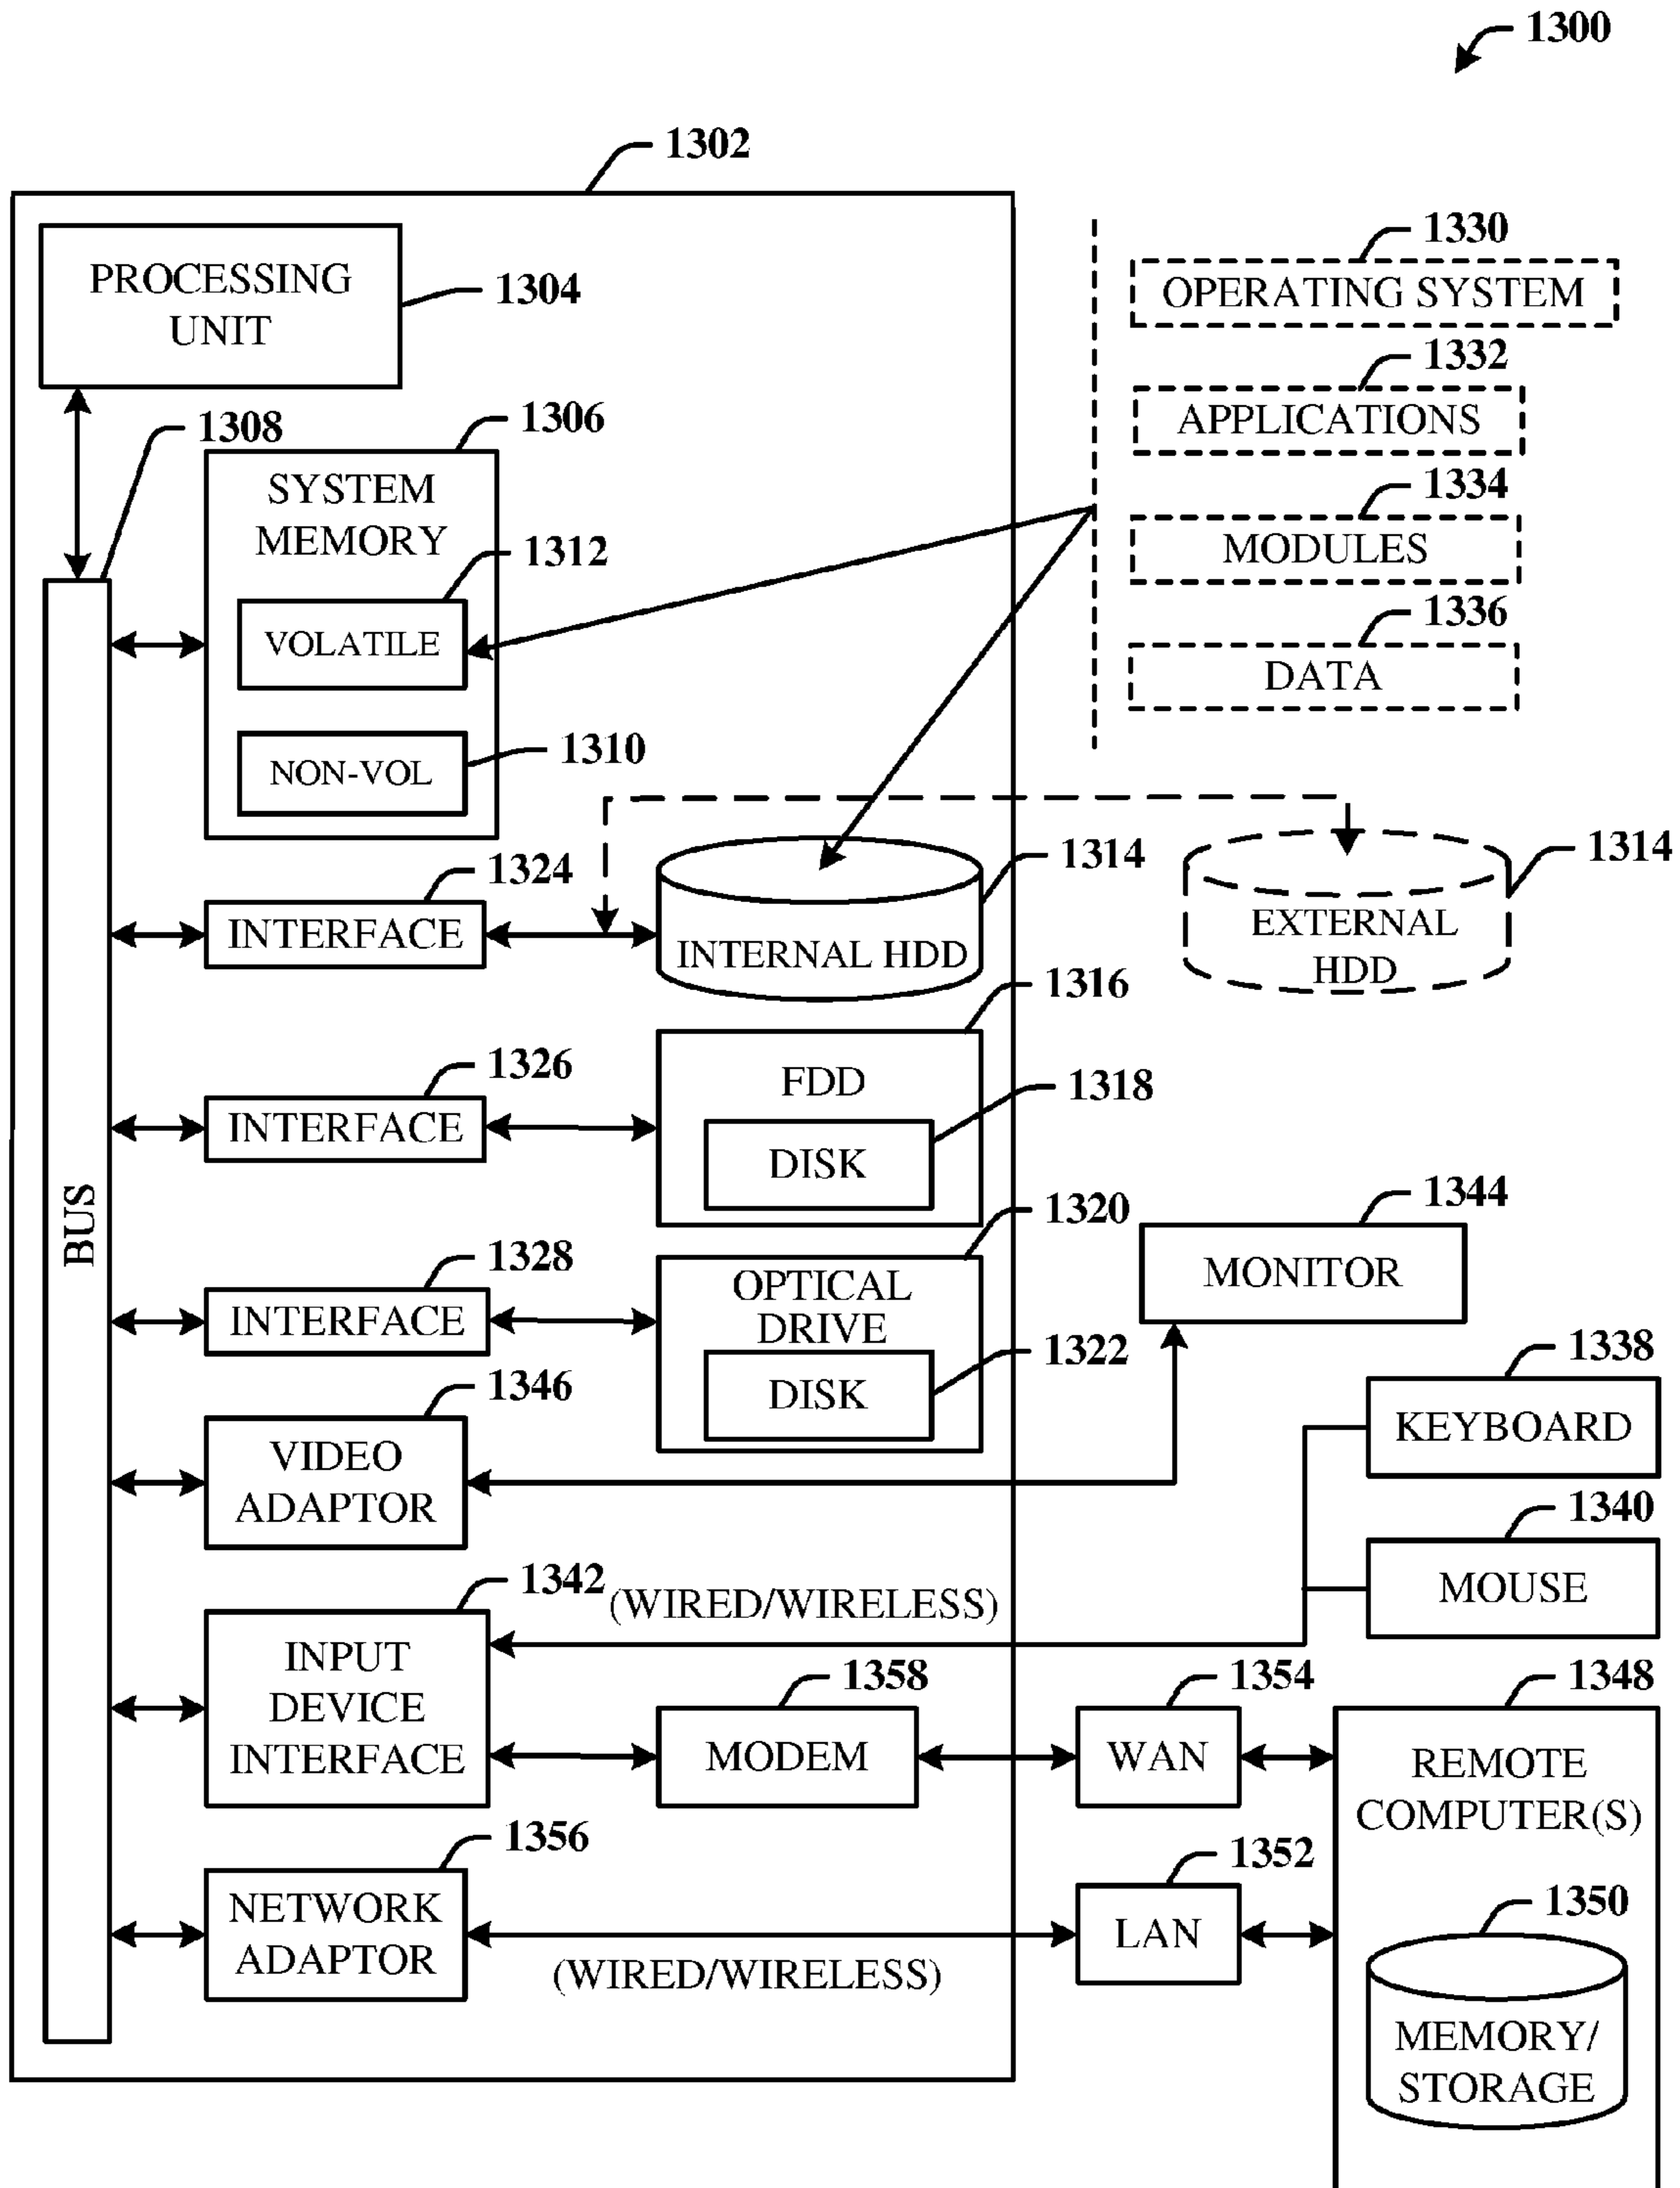 1300
1302
PROCESSING
UNIT
1304
1330
OPERATING SYSTEM
1332
APPLICATIONS
1334
MODULES
1336
DATA
1308
1306
SYSTEM
MEMORY
1312
VOLATILE
1310
NON-VOL
BUS
1324
INTERFACE
1314
INTERNAL HDD
1314
EXTERNAL
HDD
1316
1326
INTERFACE
FDD
1318
DISK
1320
1328
INTERFACE
OPTICAL
DRIVE
1322
DISK
1344
MONITOR
1346
VIDEO
ADAPTOR
1338
KEYBOARD
1340
MOUSE
1342
(WIRED/WIRELESS)
INPUT
DEVICE
INTERFACE
1358
MODEM
1354
WAN
1348
REMOTE
COMPUTER(S)
1356
NETWORK
ADAPTOR
(WIRED/WIRELESS)
1352
LAN
1350
MEMORY/
STORAGE